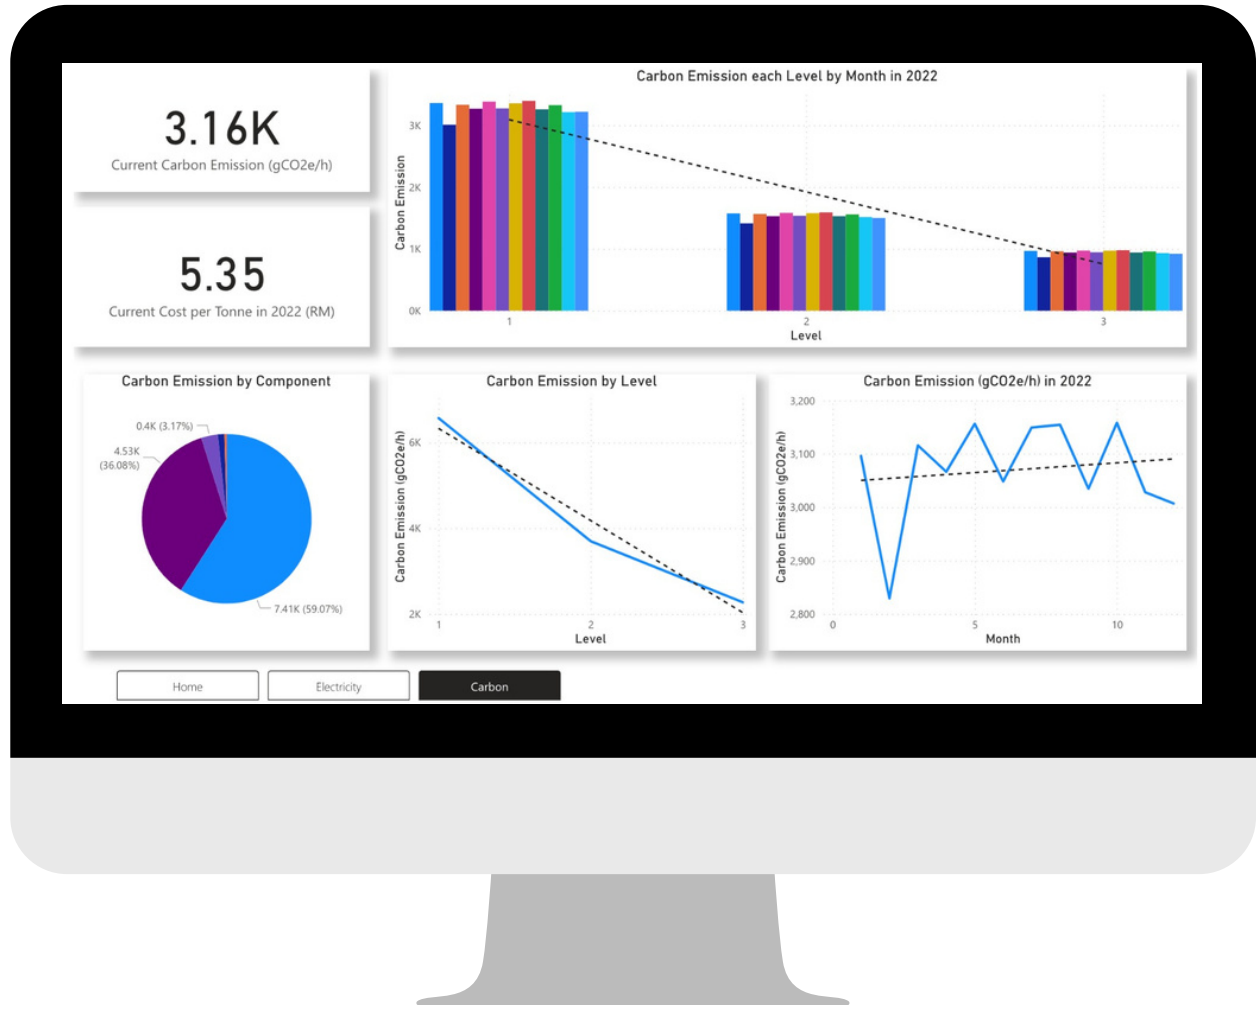 3.16K
Current Carbon Emission (gCO2e/h)
5.35
Current Cost per Tonne in 2022 (RM)
Carbon Emission each Level by Month in 2022
Carbon Emission
3K
2K
1K
0K
1
2
3
Level
Carbon Emission by Component
0.4K (3.17%)
4.53K
(36.08%)
7.41K (59.07%)
Carbon Emission by Level
Carbon Emission (gCO2e/h)
6K
4K
2K
1
2
3
Level
Carbon Emission (gCO2e/h) in 2022
Carbon Emission (gCO2e/h)
3,200
3,100
3,000
2,900
2,800
0
5
10
Month
Home
Electricity
Carbon